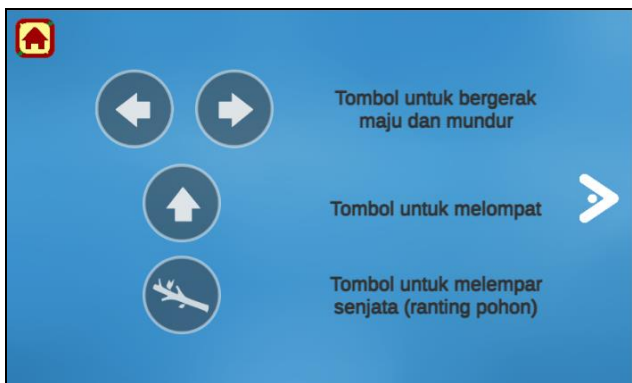 Tombol untuk bergerak
maju dan mundur
Tombol untuk melompat
Tombol untuk melempar
senjata (ranting pohon)